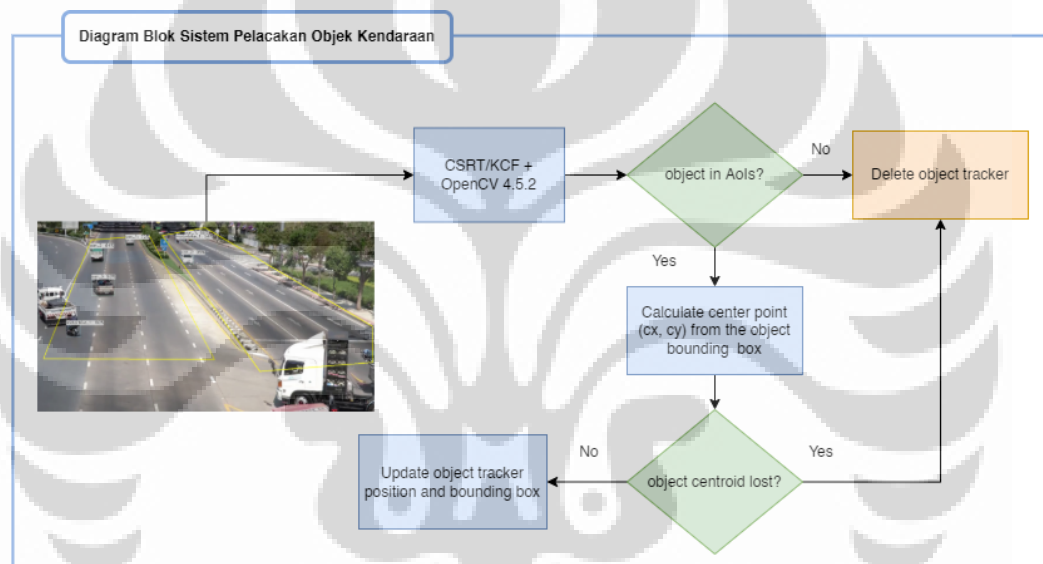 Diagram Blok Sistem Pelacakan Objek Kendaraan
CSRT/KCF +
OpenCV 4.5.2
object in AoIs?
No
Delete object tracker
Yes
Calculate center point
(cx, cy) from the object
bounding box
object centroid lost?
No
Yes
Update object tracker
position and bounding box